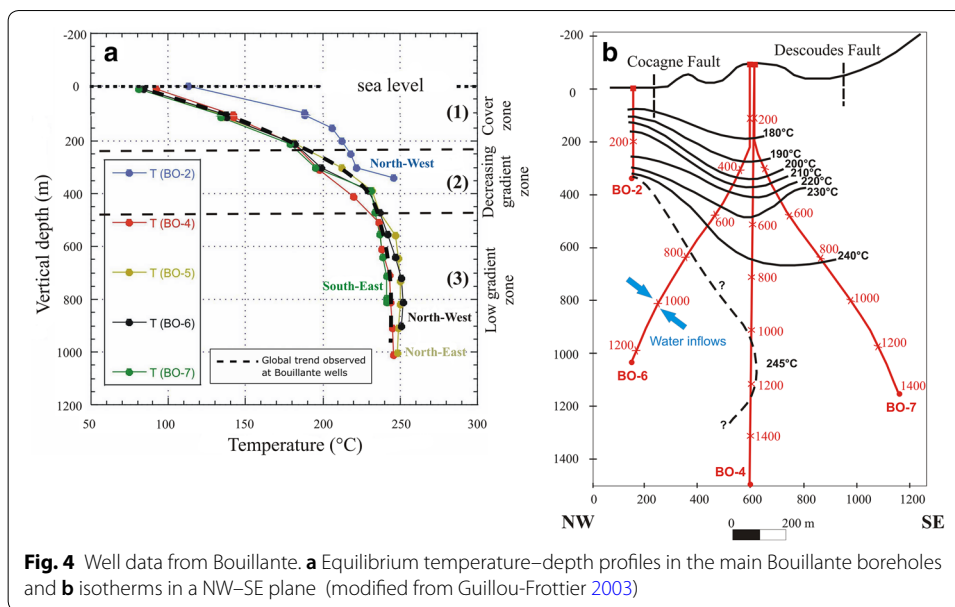 a
-200
0
200
400
600
800
1000
1200
Vertical depth (m)
50
100
150
200
250
300
Temperature (°C)
sea level
(1)
Cover
zone
North-West
(2)
Decreasing
gradient
zone
(3)
Low gradient
zone
T (BO-2)
T (BO-4)
T (BO-5)
T (BO-6)
T (BO-7)
South-East
North-West
North-East
Global trend observed
at Bouillante wells
b
-200
0
200
400
600
800
1000
1200
1400
1500
Cocagne Fault
Descoudes Fault
200
BO-2
200
400
600
800
1000
1200
BO-6
600
800
1000
1200
1400
BO-4
600
800
1000
1200
1400
BO-7
180°C
190°C
200°C
210°C
220°C
230°C
240°C
245°C
?
?
Water inflows
0
200
400
600
800
1000
1200
NW
SE
0
200 m
Fig. 4 Well data from Bouillante. a Equilibrium temperature–depth profiles in the main Bouillante boreholes
and b isotherms in a NW–SE plane (modified from Guillou-Frottier 2003)